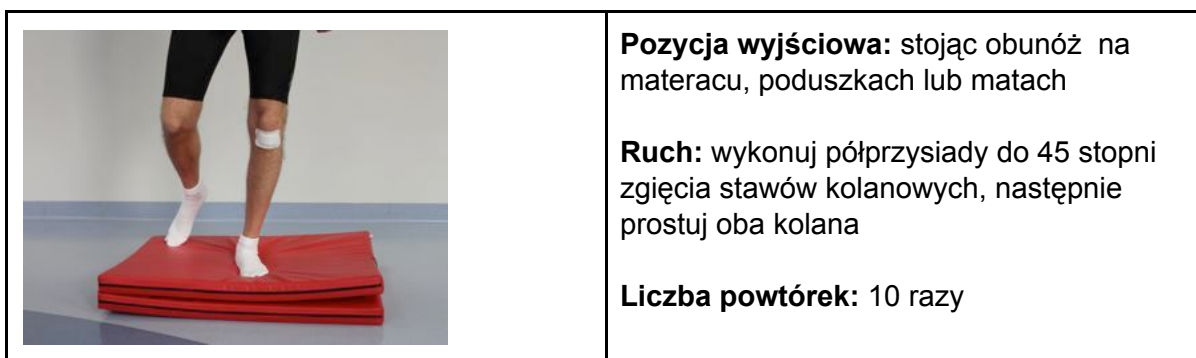 Pozycja wyjściowa: stojąc obunóż na
materacu, poduszkach lub matach
Ruch: wykonuj półprzysiady do 45 stopni
zgięcia stawów kolanowych, następnie
prostuj oba kolana
Liczba powtórek: 10 razy